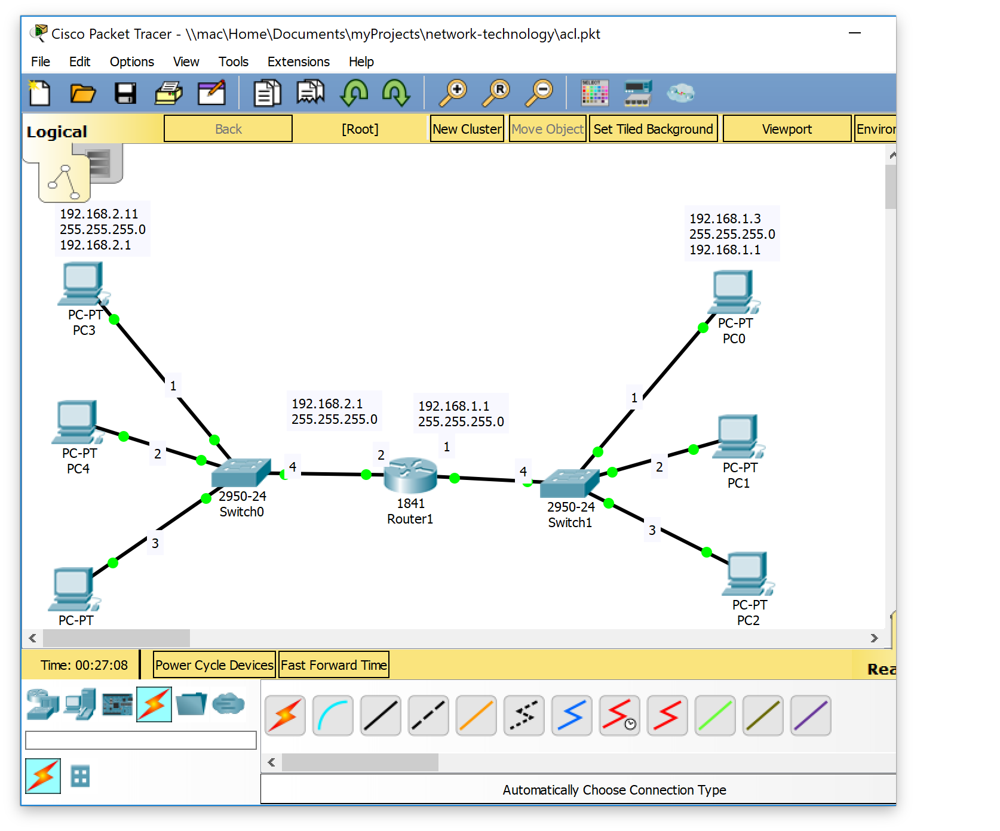 Cisco Packet Tracer - \\mac\Home\Documents\myProjects\network-technology\acl.pkt
File Edit Options View Tools Extensions Help
Logical Back [Root] New Cluster Move Object Set Tiled Background Viewport Enviror
192.168.2.11
255.255.255.0
192.168.2.1
192.168.1.3
255.255.255.0
192.168.1.1
PC-PT
PC3
PC-PT
PC0
1
1
192.168.2.1
255.255.255.0
192.168.1.1
255.255.255.0
PC-PT
PC4
2
4
2
1
4
2
PC-PT
PC1
2950-24
Switch0
1841
Router1
2950-24
Switch1
3
3
PC-PT
PC-PT
PC2
Time: 00:27:08 Power Cycle Devices Fast Forward Time Rea
Automatically Choose Connection Type